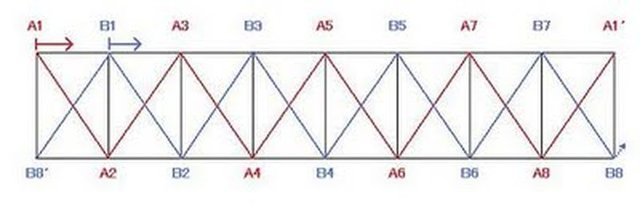 A1 B1 A3 B3 A5 B5 A7 B7 A1'
B8' A2 B2 A4 B4 A6 B6 A8 B8